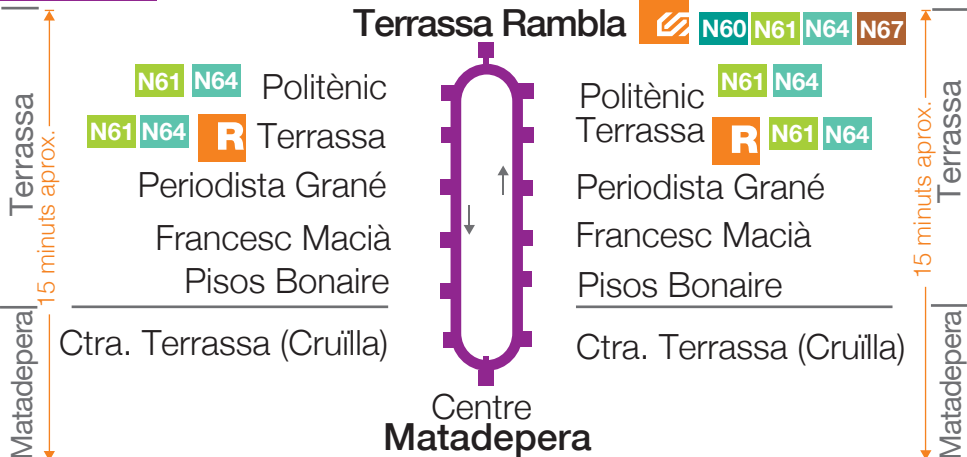 Terrassa Rambla N60 N61 N64 N67
N61 N64 Politènic
N61 N64 R Terrassa
Periodista Grané
Francesc Macià
Pisos Bonaire
Ctra. Terrassa (Cruïlla)
Politènic N61 N64
Terrassa R N61 N64
Periodista Grané
Francesc Macià
Pisos Bonaire
Ctra. Terrassa (Cruïlla)
Centre
Matadepera
Terrassa
15 minuts aprox.
Matadepera
15 minuts aprox.
Terrassa
Matadepera